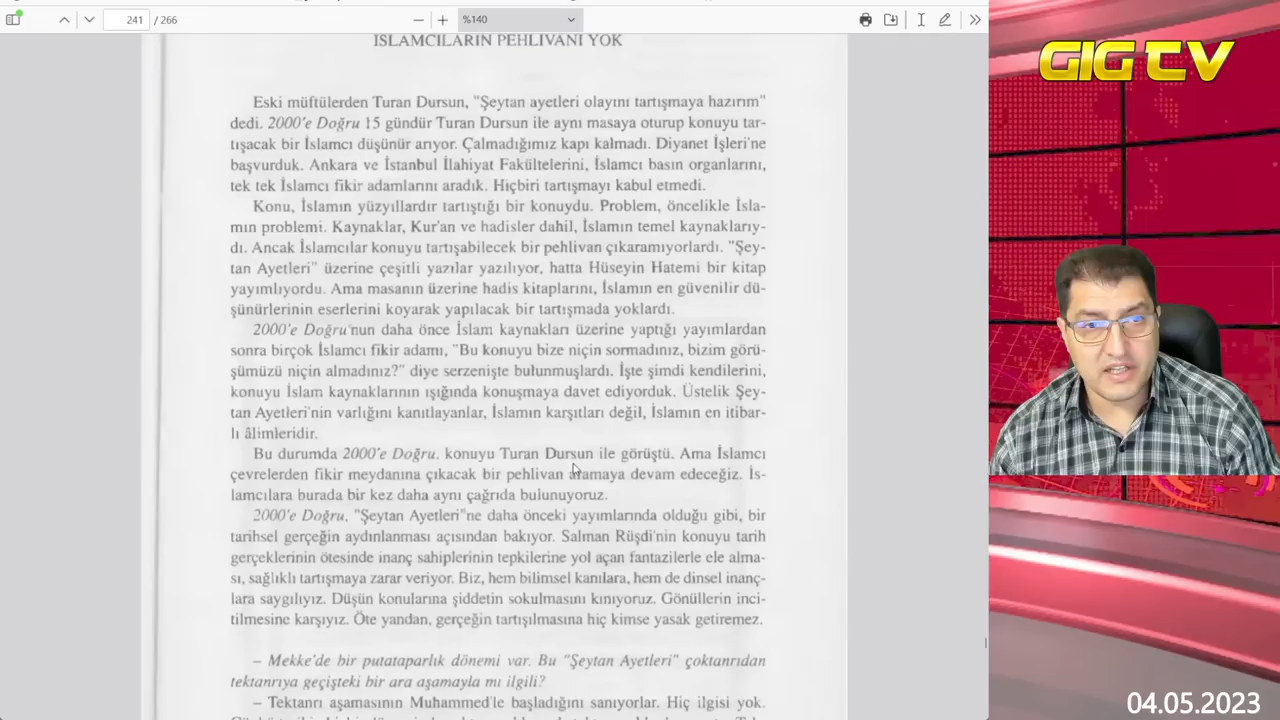 241 / 266
%140
İSLAMCILARIN PEHLİVANI YOK
Eski müftülerden Turan Dursun, "Şeytan ayetleri olayını tartışmaya hazırım"
dedi. 2000'e Doğru 15 gündür Turan Dursun ile aynı masaya oturup konuyu tar-
tışacak bir İslamcı düşünür arıyor. Çalmadığımız kapı kalmadı. Diyanet İşleri'ne
başvurduk. Ankara ve İstanbul İlahiyat Fakültelerini, İslamcı basın organlarını,
tek tek İslamcı fikir adamlarını aradık. Hiçbiri tartışmayı kabul etmedi.
Konu, İslamın yüzyıllardır tartıştığı bir konuydu. Problem, öncelikle İsla-
mın problemi. Kaynaklar, Kur'an ve hadisler dahil, İslamın temel kaynaklarıy-
dı. Ancak İslamcılar konuyu tartışabilecek bir pehlivan çıkaramıyorlardı. "Şey-
tan Ayetleri" üzerine çeşitli yazılar yazılıyor, hatta Hüseyin Hatemi bir kitap
yayımlıyordu. Ama masanın üzerine hadis kitaplarını, İslamın en güvenilir dü-
şünürlerinin eserlerini koyarak yapılacak bir tartışmada yoklardı.
2000'e Doğru'nun daha önce İslam kaynakları üzerine yaptığı yayımlardan
sonra birçok İslamcı fikir adamı, "Bu konuyu bize niçin sormadınız, bizim görü-
şümüzü niçin almadınız?" diye serzenişte bulunmuşlardı. İşte şimdi kendilerini,
konuyu İslam kaynaklarının ışığında konuşmaya davet ediyorduk. Üstelik Şey-
tan Ayetleri'nin varlığını kanıtlayanlar, İslamın karşıtları değil, İslamın en itibar-
lı âlimleridir.
Bu durumda 2000'e Doğru, konuyu Turan Dursun ile görüştü. Ama İslamcı
çevrelerden fikir meydanına çıkacak bir pehlivan aramaya devam edeceğiz. İs-
lamcılara burada bir kez daha aynı çağrıda bulunuyoruz.
2000'e Doğru, "Şeytan Ayetleri"ne daha önceki yayımlarında olduğu gibi, bir
tarihsel gerçeğin aydınlanması açısından bakıyor. Salman Rüşdi'nin konuyu tarih
gerçeklerinin ötesinde inanç sahiplerinin tepkilerine yol açan fantazilerle ele alma-
sı, sağlıklı tartışmaya zarar veriyor. Biz, hem bilimsel kanılara, hem de dinsel inanç-
lara saygılıyız. Düşün konularına şiddetin sokulmasını kınıyoruz. Gönüllerin inci-
tilmesine karşıyız. Öte yandan, gerçeğin tartışılmasına hiç kimse yasak getiremez.
– Mekke'de bir putataparlık dönemi var. Bu "Şeytan Ayetleri" çoktanrıdan
tektanrıya geçişteki bir ara aşamayla mı ilgili?
– Tektanrı aşamasının Muhammed'le başladığını sanıyorlar. Hiç ilgisi yok.
GIG TV
04.05.2023